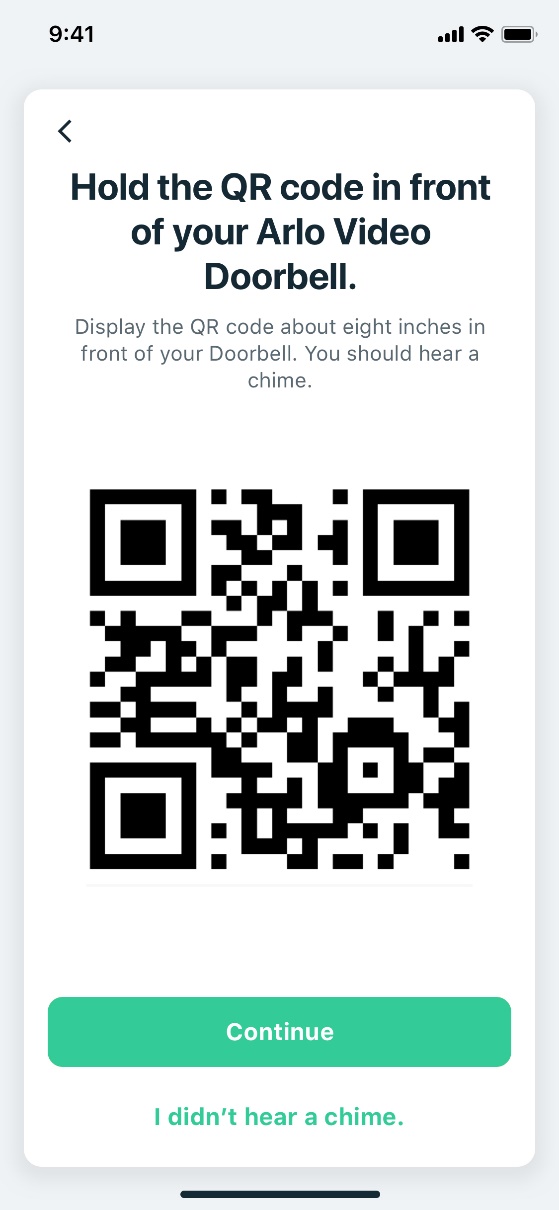 9:41
Hold the QR code in front
of your Arlo Video
Doorbell.
Display the QR code about eight inches in
front of your Doorbell. You should hear a
chime.
Continue
I didn’t hear a chime.